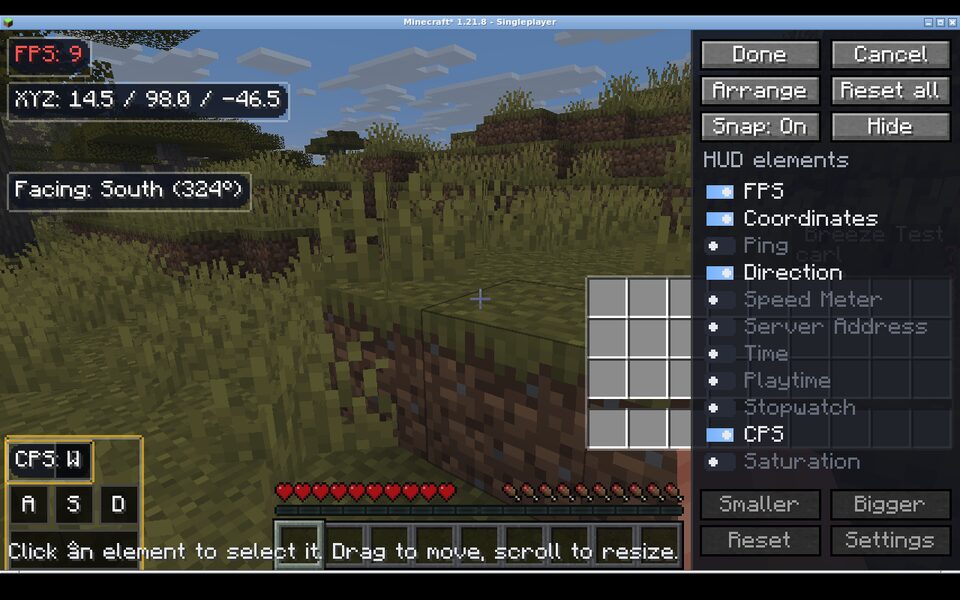 Minecraft* 1.21.8 - Singleplayer
FPS: 9
XYZ: 14.5 / 98.0 / -46.5
Facing: South (324º)
CPS W
A S D
Click an element to select it. Drag to move, scroll to resize.
Done Cancel
Arrange Reset all
Snap: On Hide
HUD elements
FPS
Coordinates
Ping
Direction
Speed Meter
Server Address
Time
Playtime
Stopwatch
CPS
Saturation
Smaller Bigger
Reset Settings